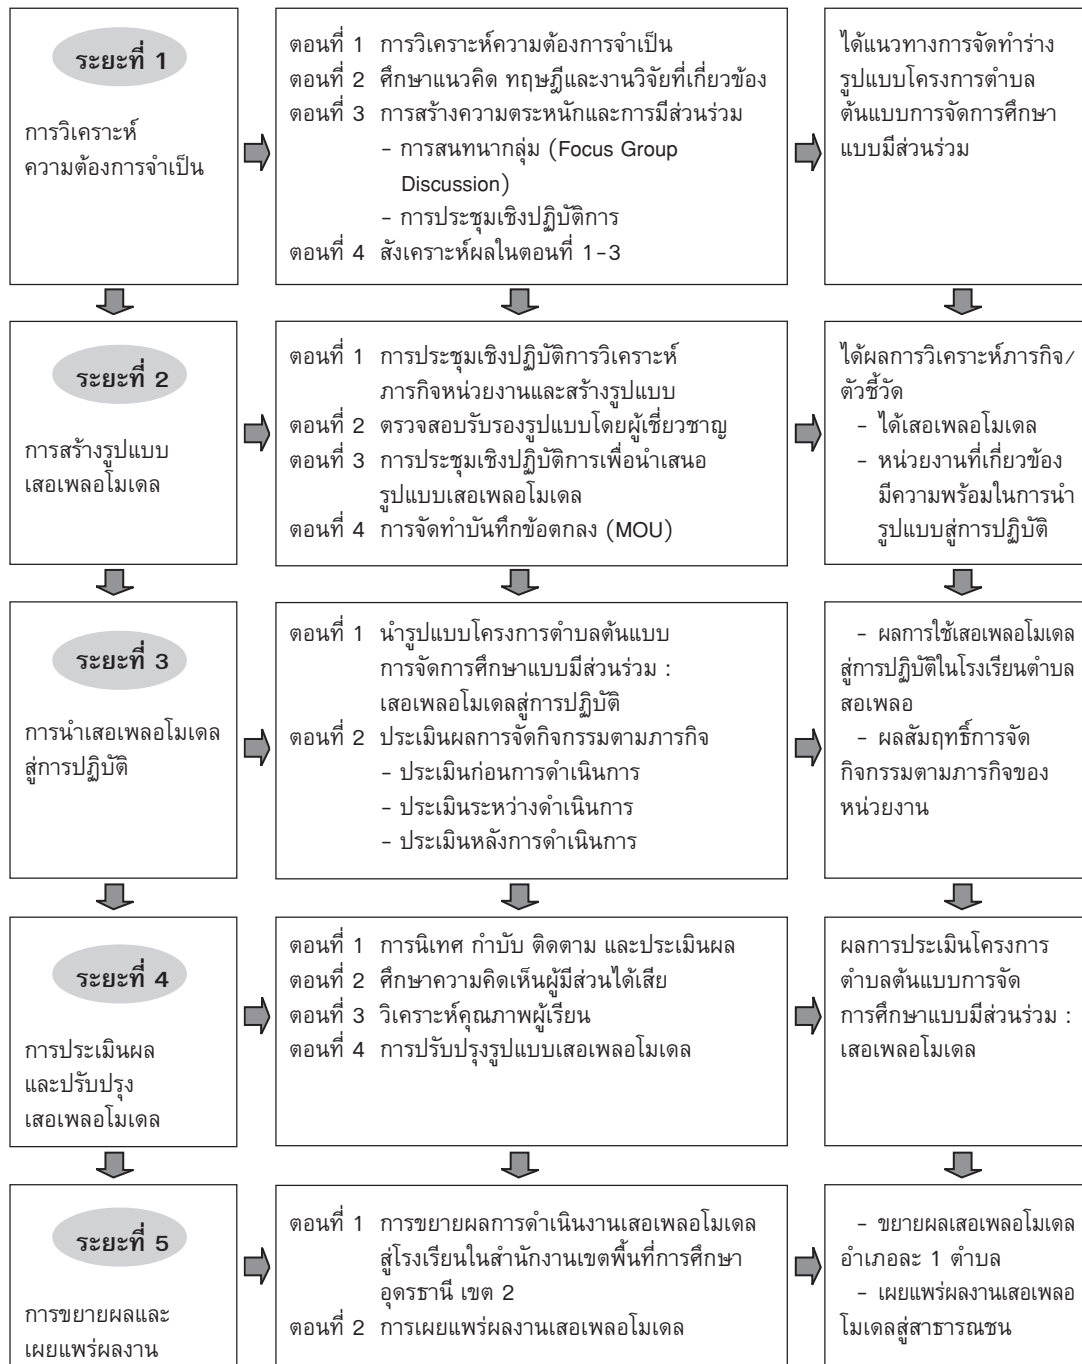 ระยะที่ 1
การวิเคราะห์
ความต้องการจำเป็น
ตอนที่ 1 การวิเคราะห์ความต้องการจำเป็น
ตอนที่ 2 ศึกษาแนวคิด ทฤษฎีและงานวิจัยที่เกี่ยวข้อง
ตอนที่ 3 การสร้างความตระหนักและการมีส่วนร่วม
- การสนทนากลุ่ม (Focus Group
Discussion)
- การประชุมเชิงปฏิบัติการ
ตอนที่ 4 สังเคราะห์ผลในตอนที่ 1-3
ได้แนวทางการจัดทำร่าง
รูปแบบโครงการตำบล
ต้นแบบการจัดการศึกษา
แบบมีส่วนร่วม
ระยะที่ 2
การสร้างรูปแบบ
เสอเพลอโมเดล
ตอนที่ 1 การประชุมเชิงปฏิบัติการวิเคราะห์
ภารกิจหน่วยงานและสร้างรูปแบบ
ตอนที่ 2 ตรวจสอบรับรองรูปแบบโดยผู้เชี่ยวชาญ
ตอนที่ 3 การประชุมเชิงปฏิบัติการเพื่อนำเสนอ
รูปแบบเสอเพลอโมเดล
ตอนที่ 4 การจัดทำบันทึกข้อตกลง (MOU)
ได้ผลการวิเคราะห์ภารกิจ/
ตัวชี้วัด
- ได้เสอเพลอโมเดล
- หน่วยงานที่เกี่ยวข้อง
มีความพร้อมในการนำ
รูปแบบสู่การปฏิบัติ
ระยะที่ 3
การนำเสอเพลอโมเดล
สู่การปฏิบัติ
ตอนที่ 1 นำรูปแบบโครงการตำบลต้นแบบ
การจัดการศึกษาแบบมีส่วนร่วม :
เสอเพลอโมเดลสู่การปฏิบัติ
ตอนที่ 2 ประเมินผลการจัดกิจกรรมตามภารกิจ
- ประเมินก่อนการดำเนินการ
- ประเมินระหว่างดำเนินการ
- ประเมินหลังการดำเนินการ
- ผลการใช้เสอเพลอโมเดล
สู่การปฏิบัติในโรงเรียนตำบล
สอเพลอ
- ผลสัมฤทธิ์การจัด
กิจกรรมตามภารกิจของ
หน่วยงาน
ระยะที่ 4
การประเมินผล
และปรับปรุง
เสอเพลอโมเดล
ตอนที่ 1 การนิเทศ กำบับ ติดตาม และประเมินผล
ตอนที่ 2 ศึกษาความคิดเห็นผู้มีส่วนได้เสีย
ตอนที่ 3 วิเคราะห์คุณภาพผู้เรียน
ตอนที่ 4 การปรับปรุงรูปแบบเสอเพลอโมเดล
ผลการประเมินโครงการ
ตำบลต้นแบบการจัด
การศึกษาแบบมีส่วนร่วม :
เสอเพลอโมเดล
ระยะที่ 5
การขยายผลและ
เผยแพร่ผลงาน
ตอนที่ 1 การขยายผลการดำเนินงานเสอเพลอโมเดล
สู่โรงเรียนในสำนักงานเขตพื้นที่การศึกษา
อุดรธานี เขต 2
ตอนที่ 2 การเผยแพร่ผลงานเสอเพลอโมเดล
- ขยายผลเสอเพลอโมเดล
อำเภอละ 1 ตำบล
- เผยแพร่ผลงานเสอเพลอ
โมเดลสู่สาธารณชน